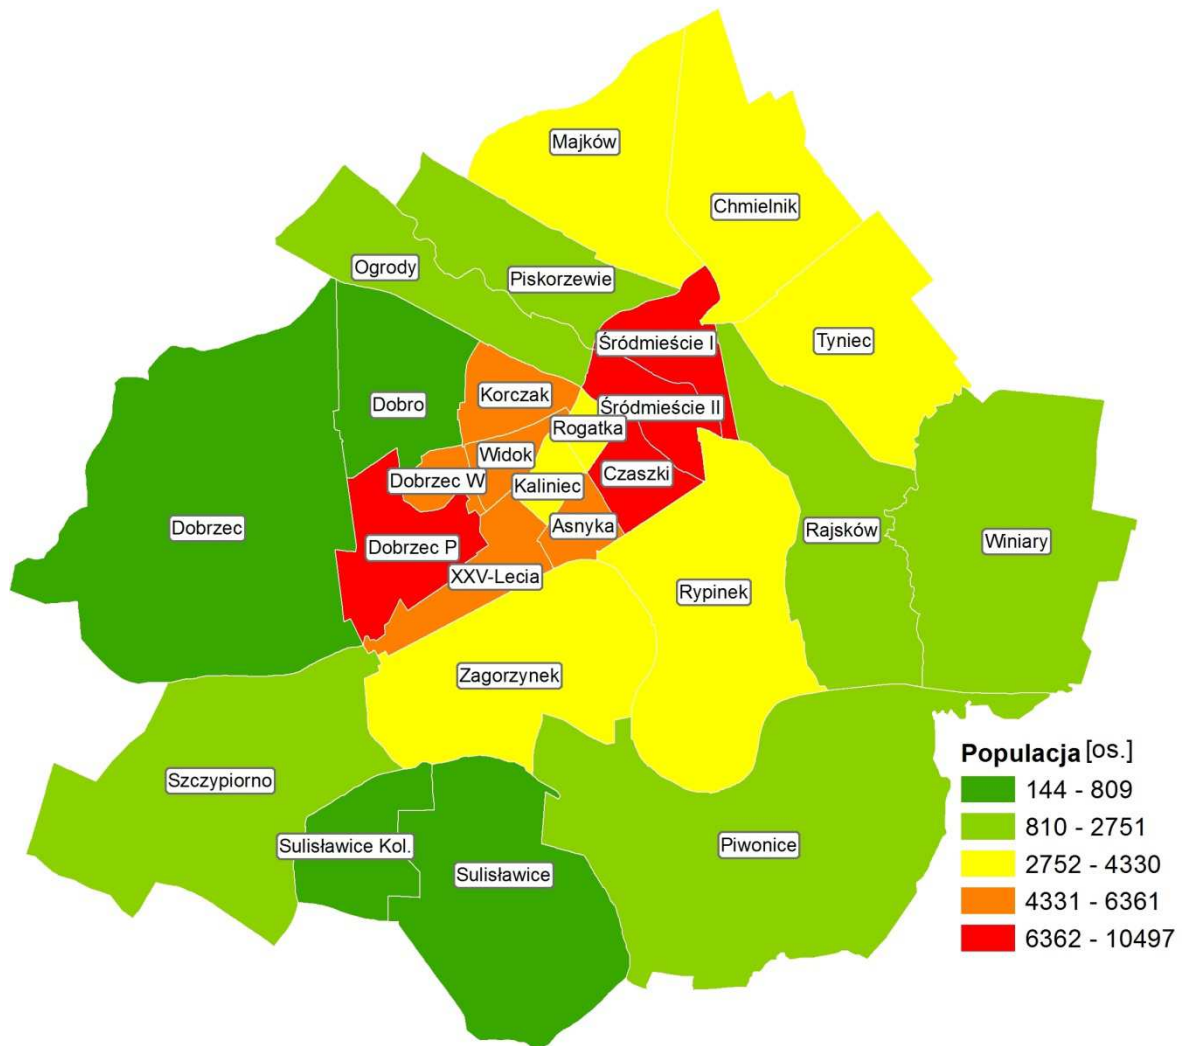 Majków
Chmielnik
Ogrody
Piskorzewie
Śródmieście I
Tyniec
Dobro
Korczak
Śródmieście II
Rogatka
Widok
Dobrzec W
Kaliniec
Czaszki
Dobrzec
Dobrzec P
Asnyka
Rajsków
Winiary
XXV-Lecia
Rypinek
Zagorzynek
Szczypiorno
Sulisławice Kol.
Sulisławice
Piwonice
Populacja [os.]
144 - 809
810 - 2751
2752 - 4330
4331 - 6361
6362 - 10497